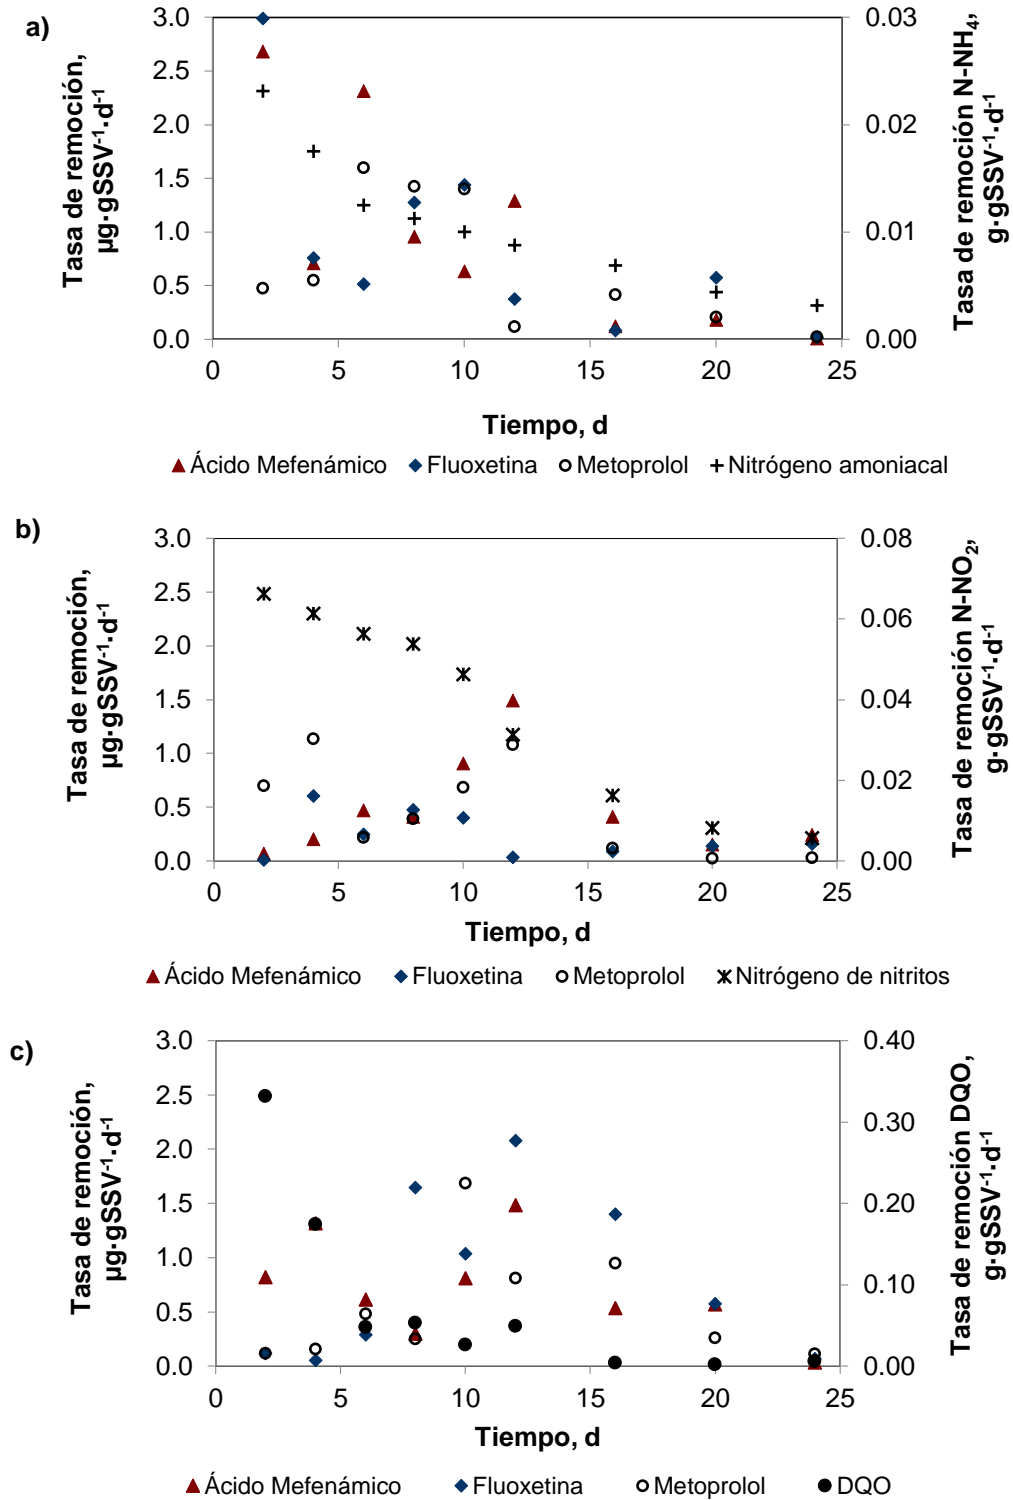 a)
Tasa de remoción,
µg·gSSV⁻¹·d⁻¹
3.0
2.5
2.0
1.5
1.0
0.5
0.0
0.03
0.02
0.01
0.00
Tasa de remoción N-NH₄,
g·gSSV⁻¹·d⁻¹
0 5 10 15 20 25
Tiempo, d
Ácido Mefenámico Fluoxetina Metoprolol Nitrógeno amoniacal
b)
Tasa de remoción,
µg·gSSV⁻¹·d⁻¹
3.0
2.5
2.0
1.5
1.0
0.5
0.0
0.08
0.06
0.04
0.02
0.00
Tasa de remoción N-NO₂,
g·gSSV⁻¹·d⁻¹
0 5 10 15 20 25
Tiempo, d
Ácido Mefenámico Fluoxetina Metoprolol Nitrógeno de nitritos
c)
Tasa de remoción,
µg·gSSV⁻¹·d⁻¹
3.0
2.5
2.0
1.5
1.0
0.5
0.0
0.40
0.30
0.20
0.10
0.00
Tasa de remoción DQO,
g·gSSV⁻¹·d⁻¹
0 5 10 15 20 25
Tiempo, d
Ácido Mefenámico Fluoxetina Metoprolol DQO